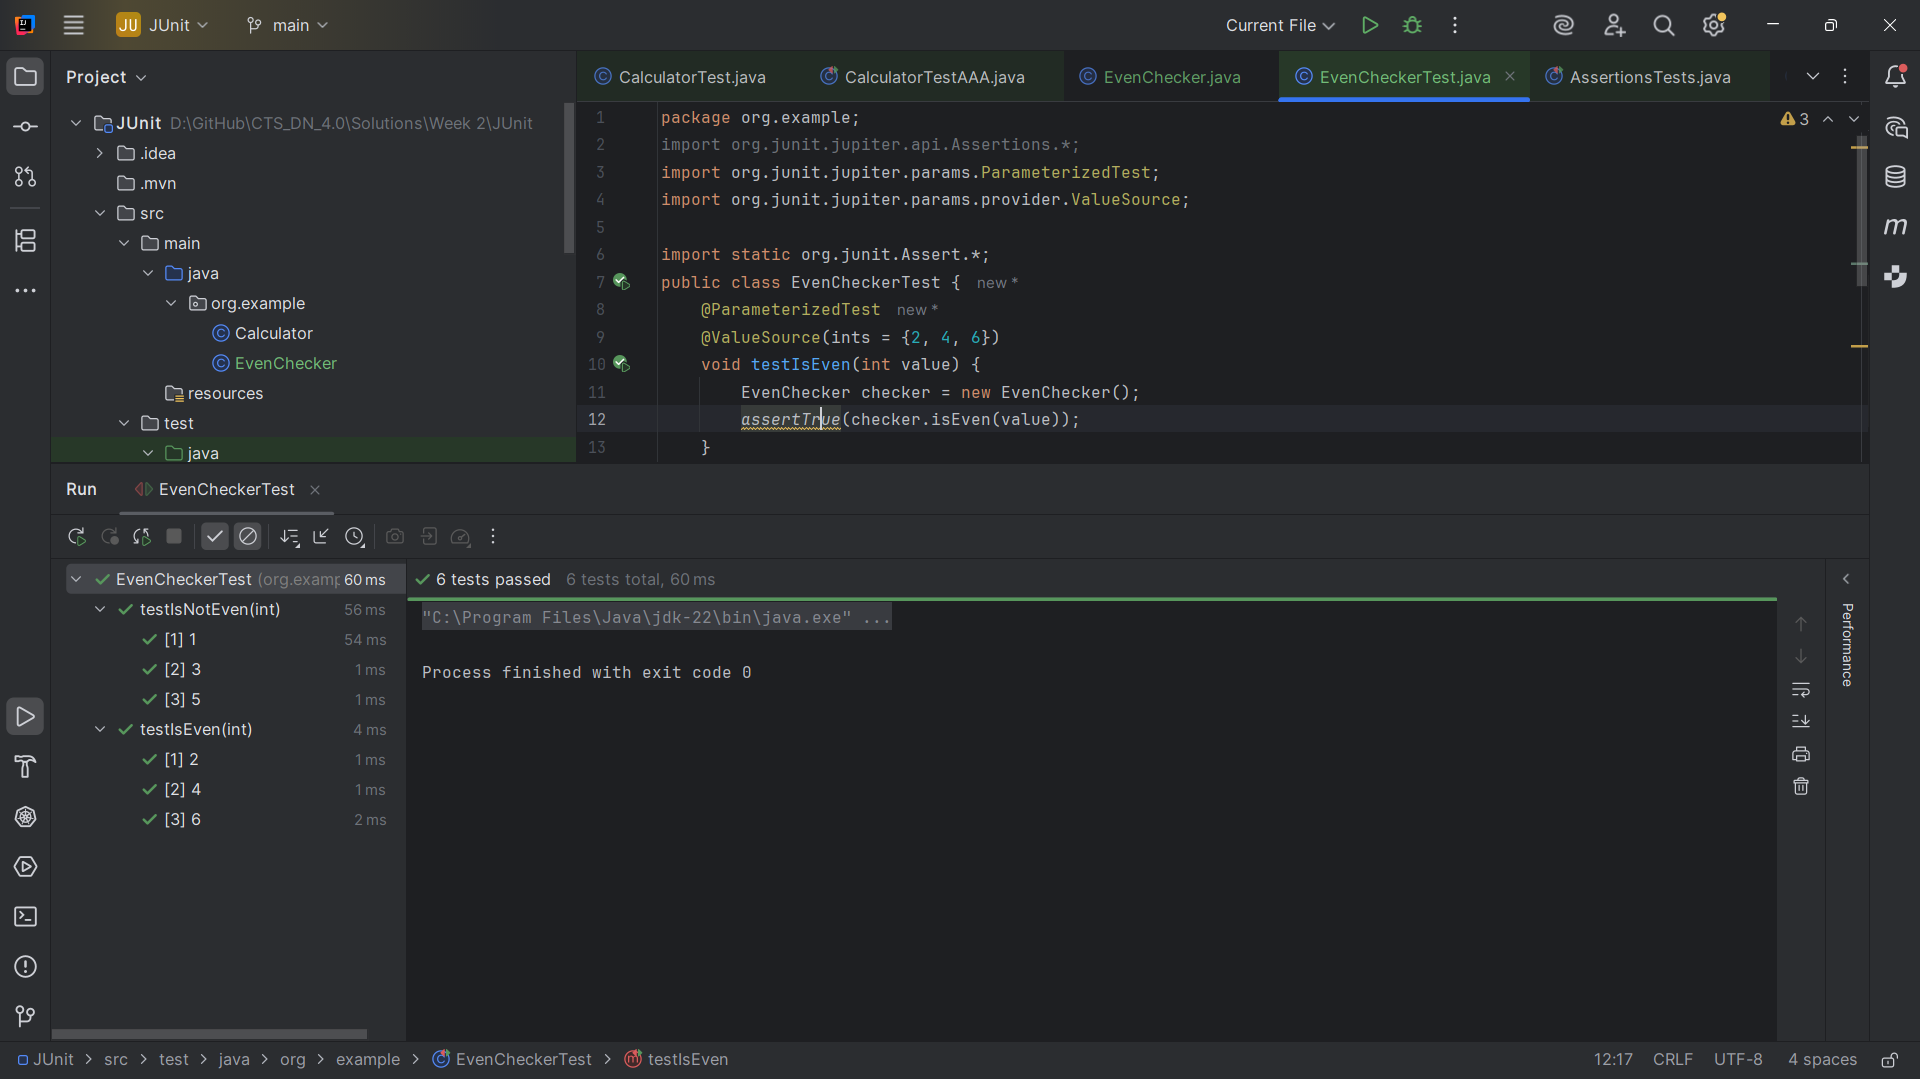 JU JUnit main Current File
Project
JUnit D:\GitHub\CTS_DN_4.0\Solutions\Week 2\JUnit
.idea
.mvn
src
main
java
org.example
Calculator
EvenChecker
resources
test
java
CalculatorTest.java CalculatorTestAAA.java EvenChecker.java EvenCheckerTest.java AssertionsTests.java
3
1 package org.example;
2 import org.junit.jupiter.api.Assertions.*;
3 import org.junit.jupiter.params.ParameterizedTest;
4 import org.junit.jupiter.params.provider.ValueSource;
5
6 import static org.junit.Assert.*;
7 public class EvenCheckerTest { new *
8 @ParameterizedTest new *
9 @ValueSource(ints = {2, 4, 6})
10 void testIsEven(int value) {
11 EvenChecker checker = new EvenChecker();
12 assertTrue(checker.isEven(value));
13 }
Run EvenCheckerTest
EvenCheckerTest (org.examp 60 ms
testIsNotEven(int) 56 ms
[1] 1 54 ms
[2] 3 1 ms
[3] 5 1 ms
testIsEven(int) 4 ms
[1] 2 1 ms
[2] 4 1 ms
[3] 6 2 ms
6 tests passed 6 tests total, 60 ms
"C:\Program Files\Java\jdk-22\bin\java.exe" ...
Process finished with exit code 0
Performance
JUnit > src > test > java > org > example > EvenCheckerTest > testIsEven 12:17 CRLF UTF-8 4 spaces